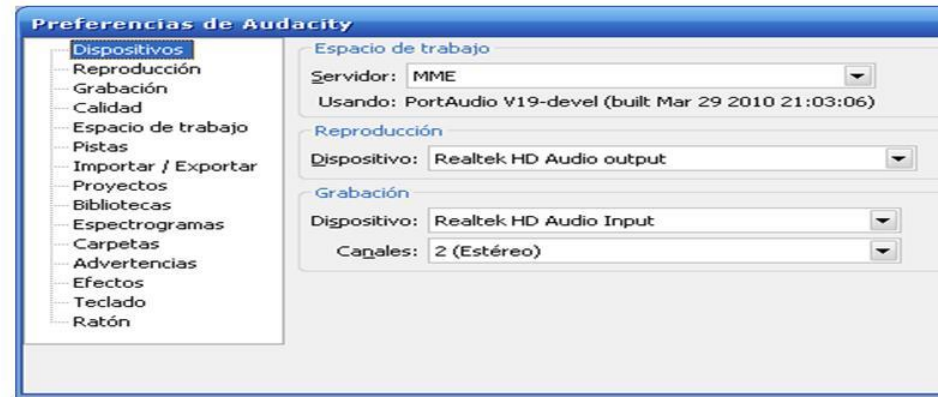 Preferencias de Audacity
Dispositivos
Reproducción
Grabación
Calidad
Espacio de trabajo
Pistas
Importar / Exportar
Proyectos
Bibliotecas
Espectrogramas
Carpetas
Advertencias
Efectos
Teclado
Ratón
Espacio de trabajo
Servidor: MME
Usando: PortAudio V19-devel (built Mar 29 2010 21:03:06)
Reproducción
Dispositivo: Realtek HD Audio output
Grabación
Dispositivo: Realtek HD Audio Input
Canales: 2 (Estéreo)